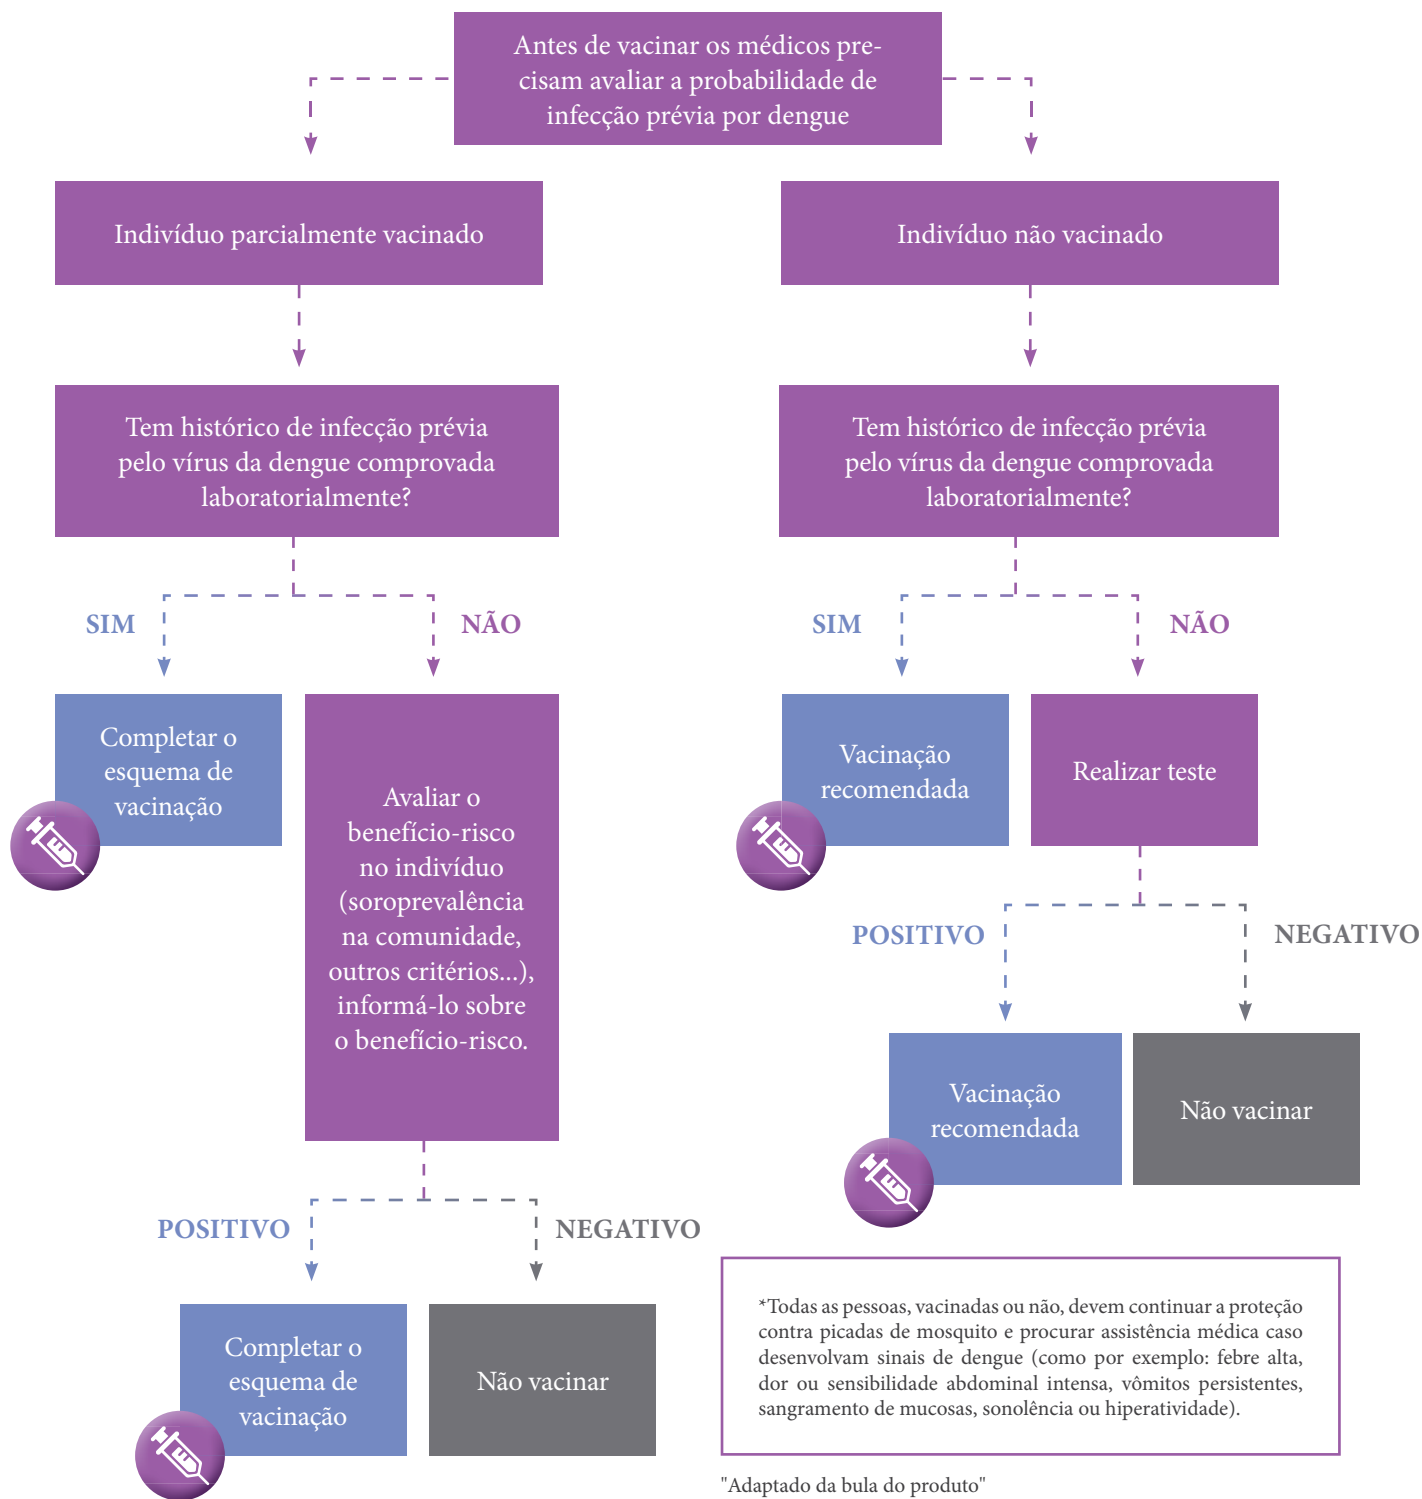 Antes de vacinar os médicos pre-
cisam avaliar a probabilidade de
infecção prévia por dengue
Indivíduo parcialmente vacinado
Indivíduo não vacinado
Tem histórico de infecção prévia
pelo vírus da dengue comprovada
laboratorialmente?
Tem histórico de infecção prévia
pelo vírus da dengue comprovada
laboratorialmente?
SIM
NÃO
SIM
NÃO
Completar o
esquema de
vacinação
Avaliar o
benefício-risco
no indivíduo
(soroprevalência
na comunidade,
outros critérios...),
informá-lo sobre
o benefício-risco.
Vacinação
recomendada
Realizar teste
POSITIVO
NEGATIVO
Vacinação
recomendada
Não vacinar
POSITIVO
NEGATIVO
Completar o
esquema de
vacinação
Não vacinar
*Todas as pessoas, vacinadas ou não, devem continuar a proteção
contra picadas de mosquito e procurar assistência médica caso
desenvolvam sinais de dengue (como por exemplo: febre alta,
dor ou sensibilidade abdominal intensa, vômitos persistentes,
sangramento de mucosas, sonolência ou hiperatividade).
"Adaptado da bula do produto"